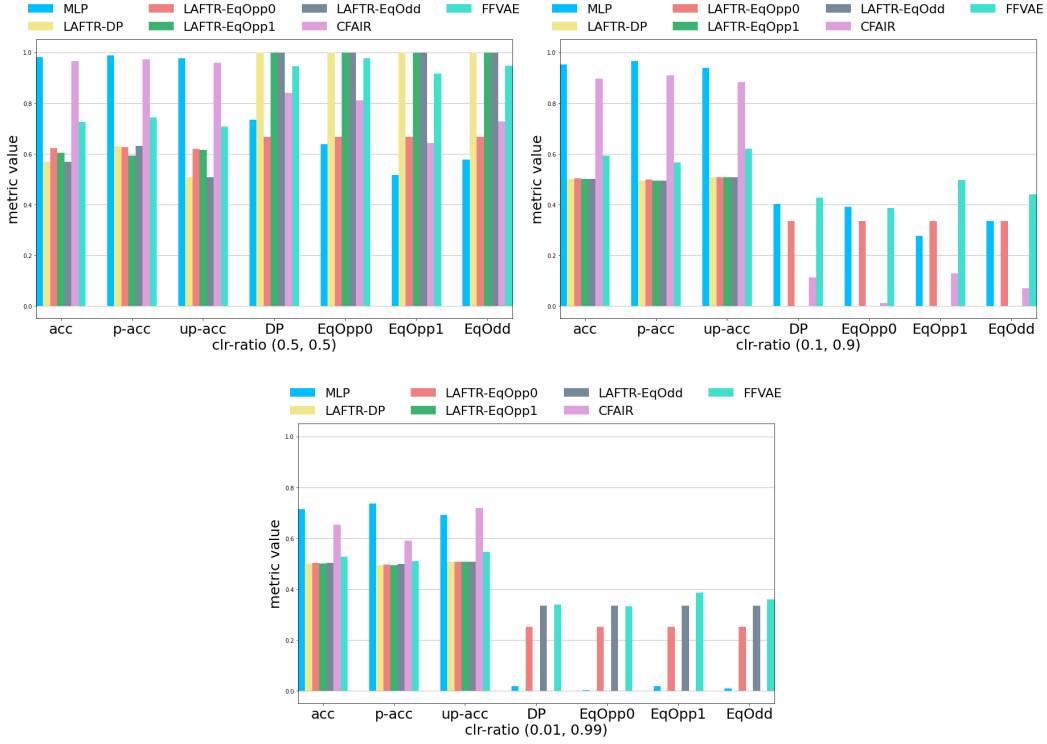 MLP LAFTR-EqOpp0 LAFTR-EqOdd FFVAE
LAFTR-DP LAFTR-EqOpp1 CFAIR
1.0
0.8
0.6
0.4
0.2
0.0
metric value
acc p-acc up-acc DP EqOpp0 EqOpp1 EqOdd
clr-ratio (0.5, 0.5)
MLP LAFTR-EqOpp0 LAFTR-EqOdd FFVAE
LAFTR-DP LAFTR-EqOpp1 CFAIR
1.0
0.8
0.6
0.4
0.2
0.0
metric value
acc p-acc up-acc DP EqOpp0 EqOpp1 EqOdd
clr-ratio (0.1, 0.9)
MLP LAFTR-EqOpp0 LAFTR-EqOdd FFVAE
LAFTR-DP LAFTR-EqOpp1 CFAIR
1.0
0.8
0.6
0.4
0.2
0.0
metric value
acc p-acc up-acc DP EqOpp0 EqOpp1 EqOdd
clr-ratio (0.01, 0.99)